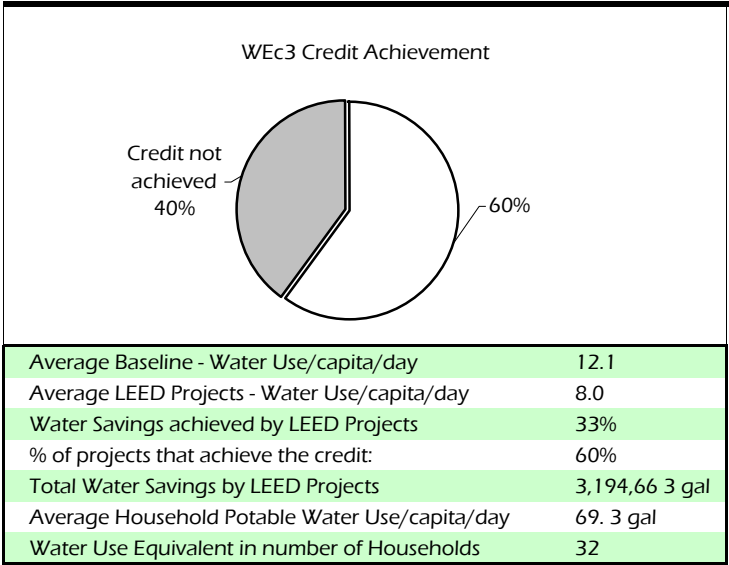 WEc3 Credit Achievement
Credit not
achieved
40%
60%
Average Baseline - Water Use/capita/day 12.1
Average LEED Projects - Water Use/capita/day 8.0
Water Savings achieved by LEED Projects 33%
% of projects that achieve the credit: 60%
Total Water Savings by LEED Projects 3,194,66 3 gal
Average Household Potable Water Use/capita/day 69. 3 gal
Water Use Equivalent in number of Households 32